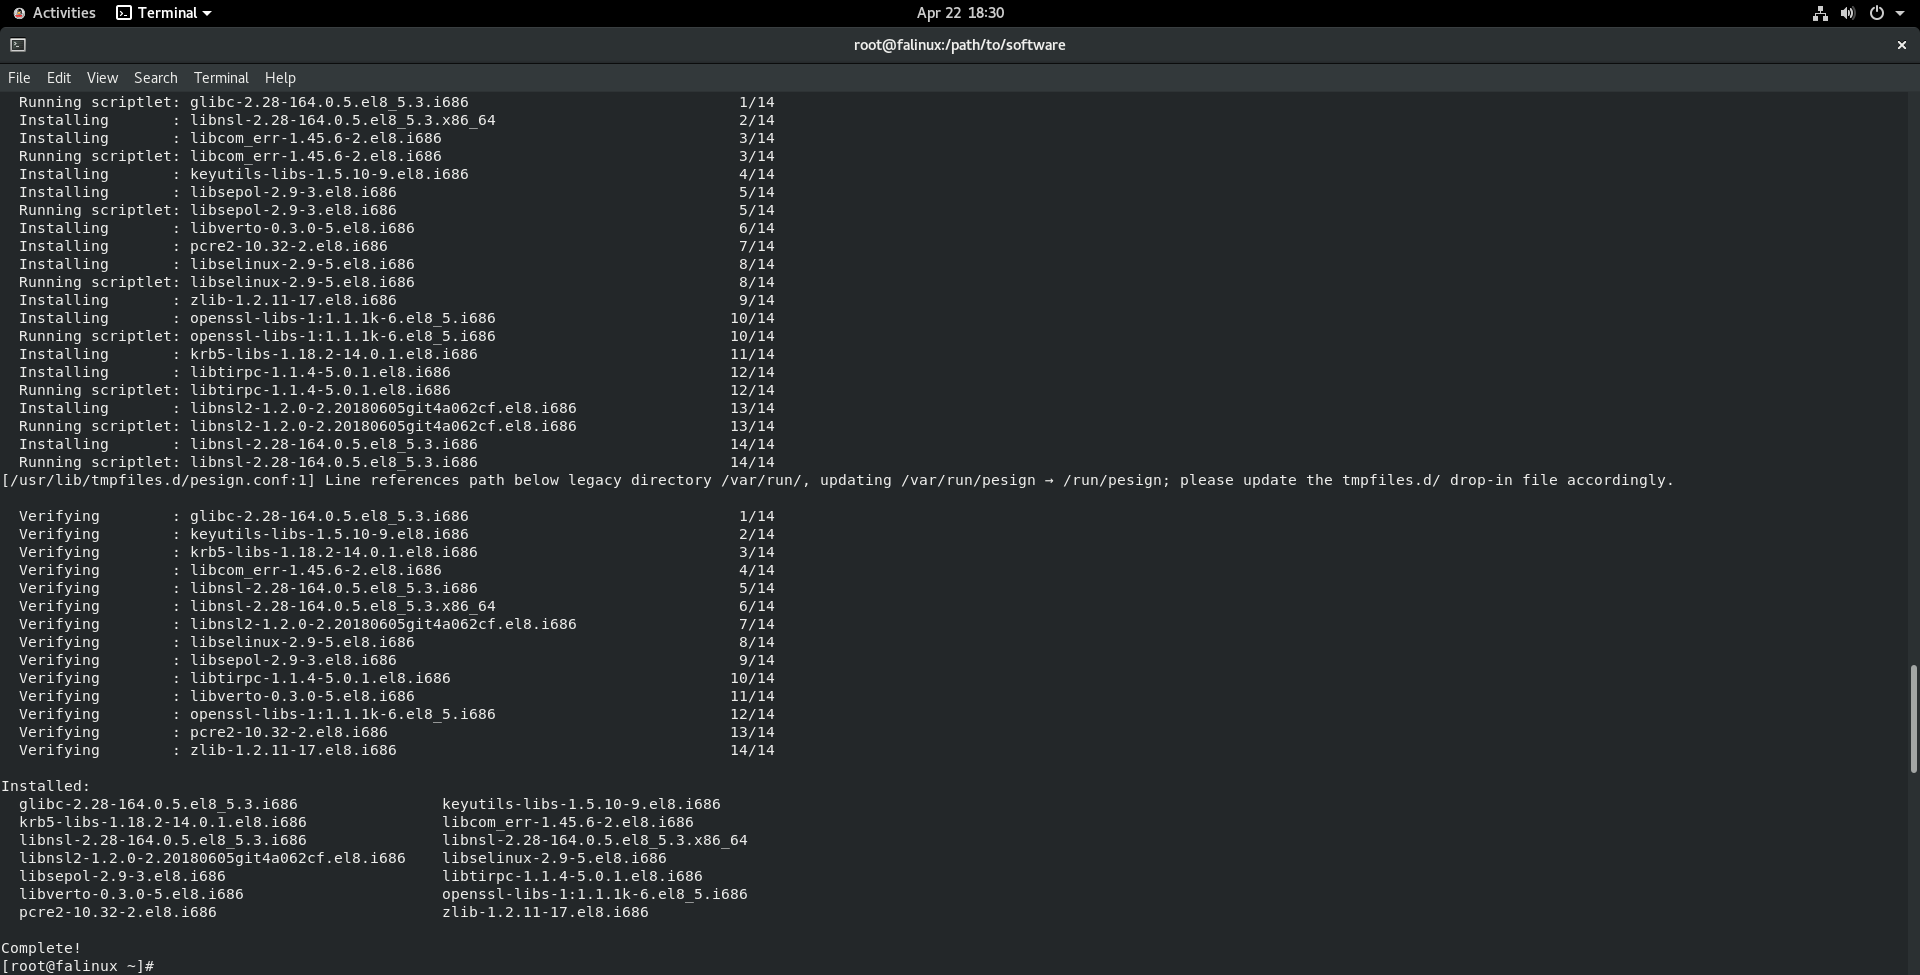 Activities Terminal Apr 22 18:30
root@falinux:/path/to/software
File Edit View Search Terminal Help
Running scriptlet: glibc-2.28-164.0.5.el8_5.3.i686 1/14
Installing : libnsl-2.28-164.0.5.el8_5.3.x86_64 2/14
Installing : libcom_err-1.45.6-2.el8.i686 3/14
Running scriptlet: libcom_err-1.45.6-2.el8.i686 3/14
Installing : keyutils-libs-1.5.10-9.el8.i686 4/14
Installing : libsepol-2.9-3.el8.i686 5/14
Running scriptlet: libsepol-2.9-3.el8.i686 5/14
Installing : libverto-0.3.0-5.el8.i686 6/14
Installing : pcre2-10.32-2.el8.i686 7/14
Installing : libselinux-2.9-5.el8.i686 8/14
Running scriptlet: libselinux-2.9-5.el8.i686 8/14
Installing : zlib-1.2.11-17.el8.i686 9/14
Installing : openssl-libs-1:1.1.1k-6.el8_5.i686 10/14
Running scriptlet: openssl-libs-1:1.1.1k-6.el8_5.i686 10/14
Installing : krb5-libs-1.18.2-14.0.1.el8.i686 11/14
Installing : libtirpc-1.1.4-5.0.1.el8.i686 12/14
Running scriptlet: libtirpc-1.1.4-5.0.1.el8.i686 12/14
Installing : libnsl2-1.2.0-2.20180605git4a062cf.el8.i686 13/14
Running scriptlet: libnsl2-1.2.0-2.20180605git4a062cf.el8.i686 13/14
Installing : libnsl-2.28-164.0.5.el8_5.3.i686 14/14
Running scriptlet: libnsl-2.28-164.0.5.el8_5.3.i686 14/14
[/usr/lib/tmpfiles.d/pesign.conf:1] Line references path below legacy directory /var/run/, updating /var/run/pesign → /run/pesign; please update the tmpfiles.d/ drop-in file accordingly.
Verifying : glibc-2.28-164.0.5.el8_5.3.i686 1/14
Verifying : keyutils-libs-1.5.10-9.el8.i686 2/14
Verifying : krb5-libs-1.18.2-14.0.1.el8.i686 3/14
Verifying : libcom_err-1.45.6-2.el8.i686 4/14
Verifying : libnsl-2.28-164.0.5.el8_5.3.i686 5/14
Verifying : libnsl-2.28-164.0.5.el8_5.3.x86_64 6/14
Verifying : libnsl2-1.2.0-2.20180605git4a062cf.el8.i686 7/14
Verifying : libselinux-2.9-5.el8.i686 8/14
Verifying : libsepol-2.9-3.el8.i686 9/14
Verifying : libtirpc-1.1.4-5.0.1.el8.i686 10/14
Verifying : libverto-0.3.0-5.el8.i686 11/14
Verifying : openssl-libs-1:1.1.1k-6.el8_5.i686 12/14
Verifying : pcre2-10.32-2.el8.i686 13/14
Verifying : zlib-1.2.11-17.el8.i686 14/14
Installed:
glibc-2.28-164.0.5.el8_5.3.i686 keyutils-libs-1.5.10-9.el8.i686
krb5-libs-1.18.2-14.0.1.el8.i686 libcom_err-1.45.6-2.el8.i686
libnsl-2.28-164.0.5.el8_5.3.i686 libnsl-2.28-164.0.5.el8_5.3.x86_64
libnsl2-1.2.0-2.20180605git4a062cf.el8.i686 libselinux-2.9-5.el8.i686
libsepol-2.9-3.el8.i686 libtirpc-1.1.4-5.0.1.el8.i686
libverto-0.3.0-5.el8.i686 openssl-libs-1:1.1.1k-6.el8_5.i686
pcre2-10.32-2.el8.i686 zlib-1.2.11-17.el8.i686
Complete!
[root@falinux ~]#